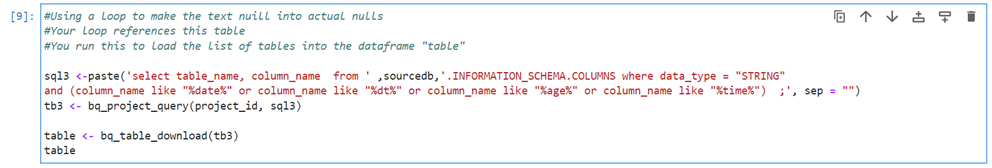 [9]:
#Using a loop to make the text nuill into actual nulls
#Your loop references this table
#You run this to load the list of tables into the dataframe "table"
sql3 <-paste('select table_name, column_name  from ' ,sourcedb,'.INFORMATION_SCHEMA.COLUMNS where data_type = "STRING"
and (column_name like "%date%" or column_name like "%dt%" or column_name like "%age%" or column_name like "%time%")  ;', sep = "")
tb3 <- bq_project_query(project_id, sql3)
table <- bq_table_download(tb3)
table